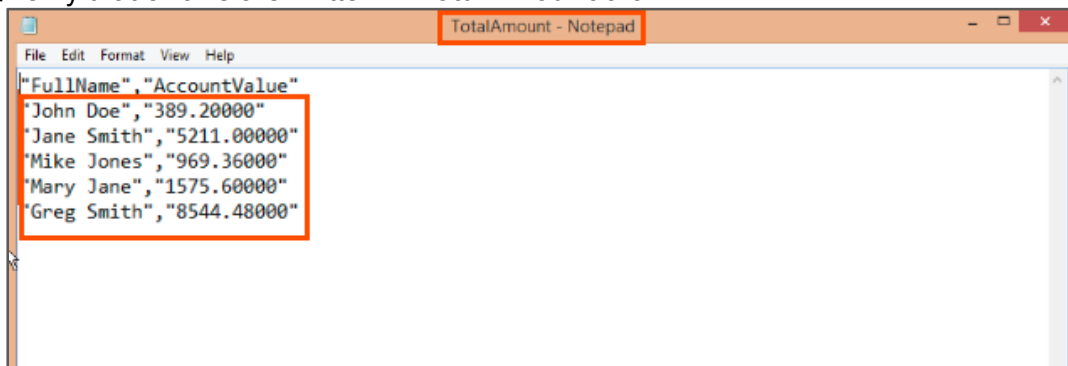 TotalAmount - Notepad
File Edit Format View Help
"FullName","AccountValue"
"John Doe","389.20000"
"Jane Smith","5211.00000"
"Mike Jones","969.36000"
"Mary Jane","1575.60000"
"Greg Smith","8544.48000"